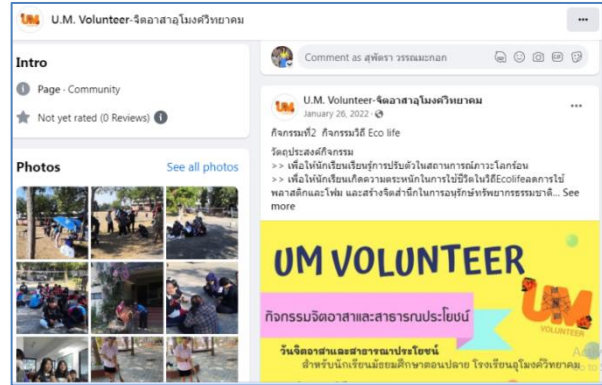 U.M. Volunteer-จิตอาสาอุโมงค์วิทยาคม
Intro
Page · Community
Not yet rated (0 Reviews)
Photos
See all photos
Comment as สุพัตรา วรรณมะกอก
U.M. Volunteer-จิตอาสาอุโมงค์วิทยาคม
January 26, 2022 ·
กิจกรรมที่2 กิจกรรมวิถี Eco life
วัตถุประสงค์กิจกรรม
>> เพื่อให้นักเรียนเรียนรู้การปรับตัวในสถานการณ์ภาวะโลกร้อน
>> เพื่อให้นักเรียนเกิดความตระหนักในการใช้ชีวิตในวิถีEcolifeลดการใช้
พลาสติกและโฟม และสร้างจิตสำนึกในการอนุรักษ์ทรัพยากรธรรมชาติ... See
more
UM VOLUNTEER
UM
VOLUNTEER
กิจกรรมจิตอาสาและสาธารณประโยชน์
วันจิตอาสาและสาธารณาประโยชน์
สำหรับนักเรียนมัธยมศึกษาตอนปลาย โรงเรียนอุโมงค์วิทยาคม